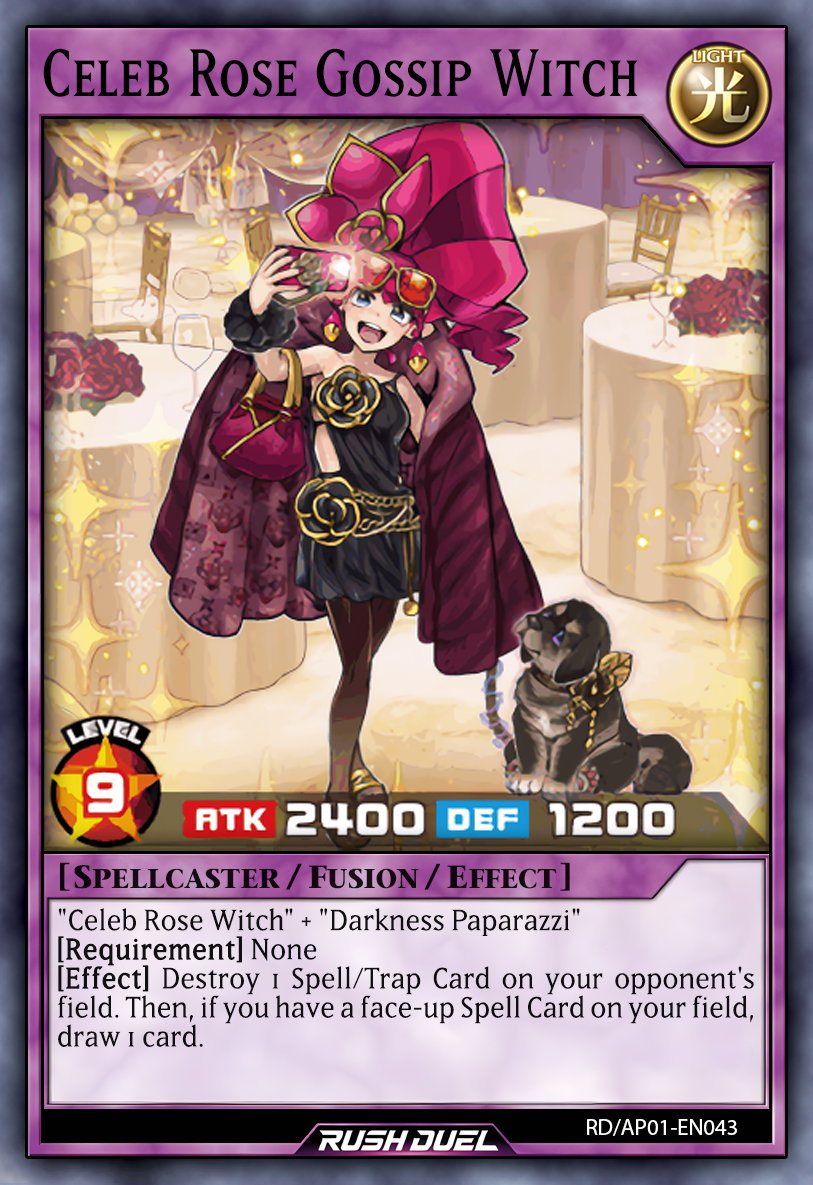 Celeb Rose Gossip Witch
LIGHT
光
LEVEL
9
ATK 2400 DEF 1200
[Spellcaster / Fusion / Effect]
"Celeb Rose Witch" + "Darkness Paparazzi"
[Requirement] None
[Effect] Destroy 1 Spell/Trap Card on your opponent's
field. Then, if you have a face-up Spell Card on your field,
draw 1 card.
RD/AP01-EN043
RUSH DUEL